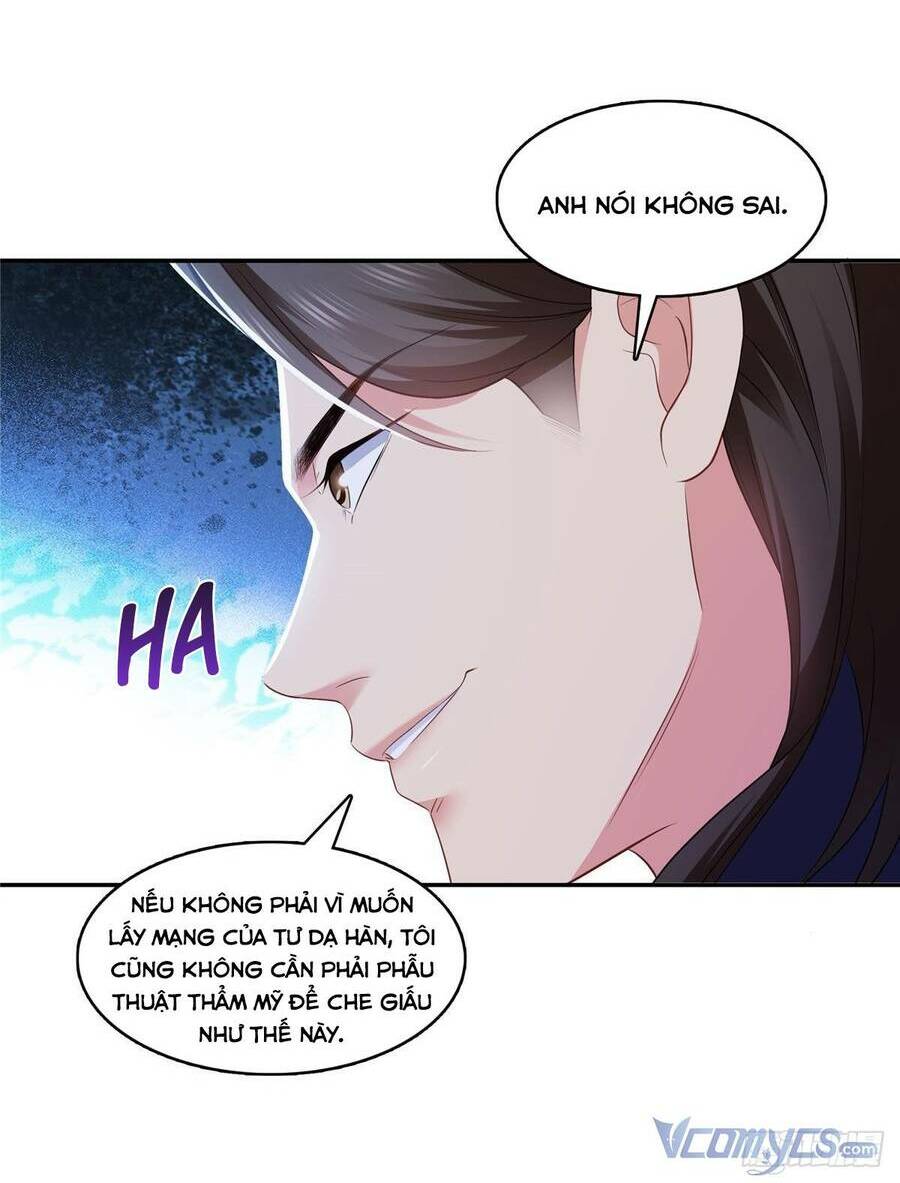 ANH NÓI KHÔNG SAI.
HA
NẾU KHÔNG PHẢI VÌ MUỐN
LẤY MẠNG CỦA TƯ DẠ HÀN, TÔI
CŨNG KHÔNG CẦN PHẢI PHẪU
THUẬT THẨM MỸ ĐỂ CHE GIẤU
NHƯ THẾ NÀY.
VCOMYCS.com